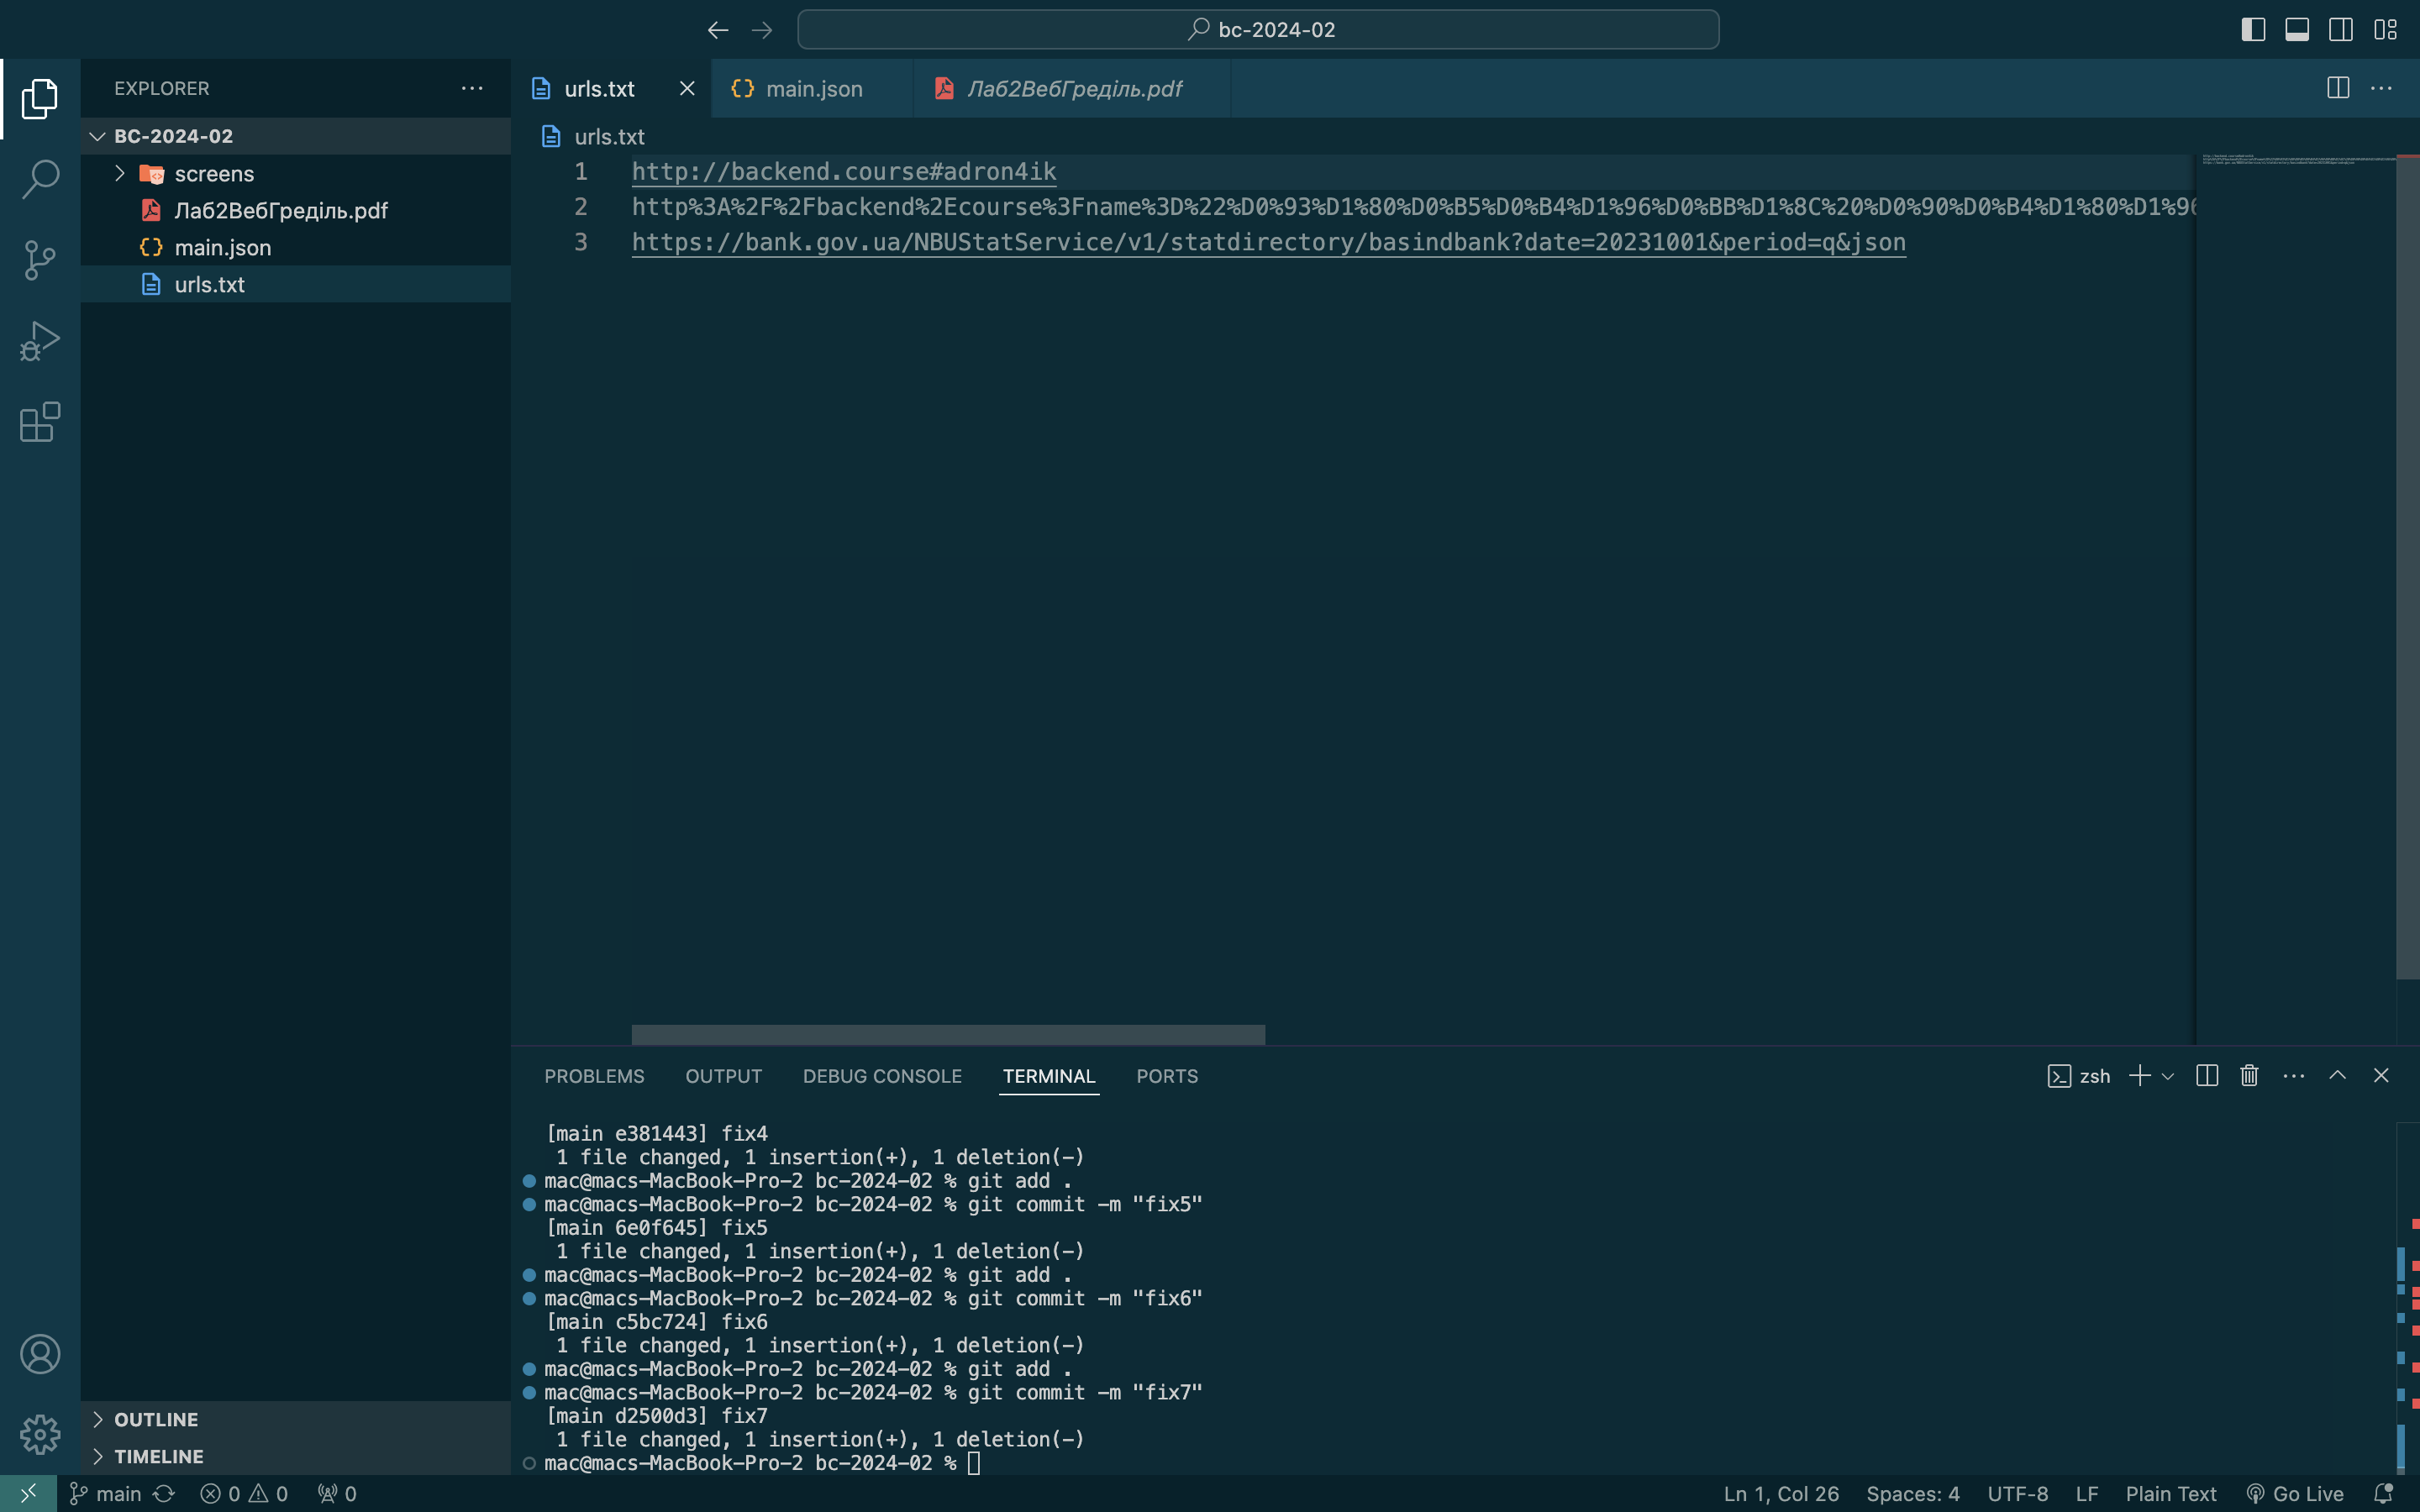 bc-2024-02
EXPLORER
BC-2024-02
screens
Лаб2ВебГреділь.pdf
main.json
urls.txt
OUTLINE
TIMELINE
urls.txt
main.json
Лаб2ВебГреділь.pdf
urls.txt
1 http://backend.course#adron4ik
2 http%3A%2F%2Fbackend%2Ecourse%3Fname%3D%22%D0%93%D1%80%D0%B5%D0%B4%D1%96%D0%BB%D1%8C%20%D0%90%D0%B4%D1%80%D1%96
3 https://bank.gov.ua/NBUStatService/v1/statdirectory/basindbank?date=20231001&period=q&json
PROBLEMS OUTPUT DEBUG CONSOLE TERMINAL PORTS
zsh
[main e381443] fix4
1 file changed, 1 insertion(+), 1 deletion(-)
mac@macs-MacBook-Pro-2 bc-2024-02 % git add .
mac@macs-MacBook-Pro-2 bc-2024-02 % git commit -m "fix5"
[main 6e0f645] fix5
1 file changed, 1 insertion(+), 1 deletion(-)
mac@macs-MacBook-Pro-2 bc-2024-02 % git add .
mac@macs-MacBook-Pro-2 bc-2024-02 % git commit -m "fix6"
[main c5bc724] fix6
1 file changed, 1 insertion(+), 1 deletion(-)
mac@macs-MacBook-Pro-2 bc-2024-02 % git add .
mac@macs-MacBook-Pro-2 bc-2024-02 % git commit -m "fix7"
[main d2500d3] fix7
1 file changed, 1 insertion(+), 1 deletion(-)
mac@macs-MacBook-Pro-2 bc-2024-02 %
main 0 0 0 Ln 1, Col 26 Spaces: 4 UTF-8 LF Plain Text Go Live